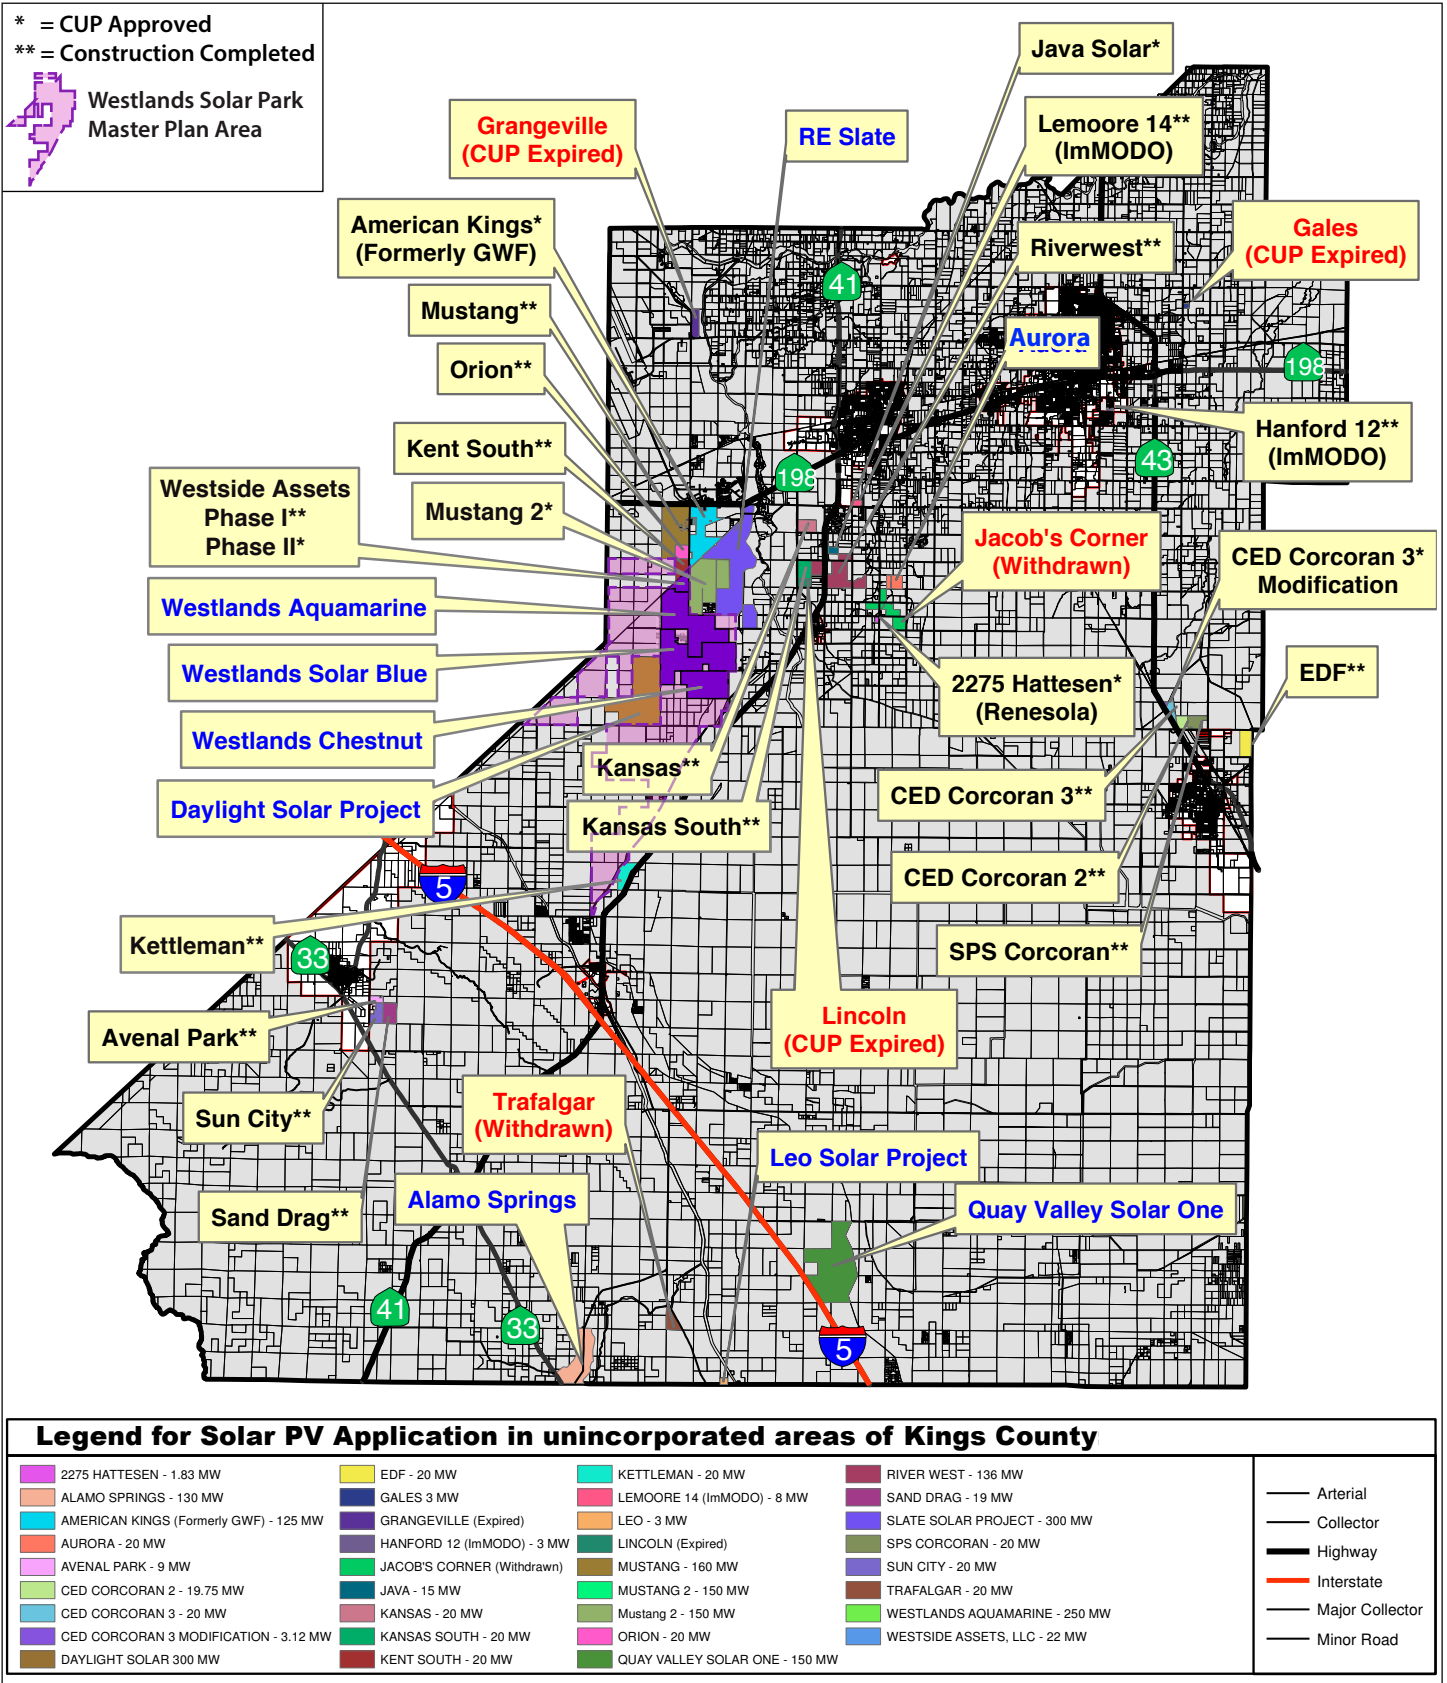 * = CUP Approved
** = Construction Completed
Westlands Solar Park
Master Plan Area
Java Solar*
Grangeville
(CUP Expired)
RE Slate
Lemoore 14**
(ImMODO)
American Kings*
(Formerly GWF)
Riverwest**
Gales
(CUP Expired)
41
Mustang**
Aurora
Orion**
198
Hanford 12**
(ImMODO)
Kent South**
43
198
Westside Assets
Phase I**
Phase II*
Mustang 2*
Jacob's Corner
(Withdrawn)
CED Corcoran 3*
Modification
Westlands Aquamarine
Westlands Solar Blue
EDF**
2275 Hattesen*
(Renesola)
Westlands Chestnut
Kansas**
CED Corcoran 3**
Daylight Solar Project
Kansas South**
5
CED Corcoran 2**
Kettleman**
SPS Corcoran**
33
Lincoln
(CUP Expired)
Avenal Park**
Sun City**
Trafalgar
(Withdrawn)
Leo Solar Project
Sand Drag**
Alamo Springs
Quay Valley Solar One
41
33
5
Legend for Solar PV Application in unincorporated areas of Kings County
2275 HATTESEN - 1.83 MW
ALAMO SPRINGS - 130 MW
AMERICAN KINGS (Formerly GWF) - 125 MW
AURORA - 20 MW
AVENAL PARK - 9 MW
CED CORCORAN 2 - 19.75 MW
CED CORCORAN 3 - 20 MW
CED CORCORAN 3 MODIFICATION - 3.12 MW
DAYLIGHT SOLAR 300 MW
EDF - 20 MW
GALES 3 MW
GRANGEVILLE (Expired)
HANFORD 12 (ImMODO) - 3 MW
JACOB'S CORNER (Withdrawn)
JAVA - 15 MW
KANSAS - 20 MW
KANSAS SOUTH - 20 MW
KENT SOUTH - 20 MW
KETTLEMAN - 20 MW
LEMOORE 14 (ImMODO) - 8 MW
LEO - 3 MW
LINCOLN (Expired)
MUSTANG - 160 MW
MUSTANG 2 - 150 MW
Mustang 2 - 150 MW
ORION - 20 MW
QUAY VALLEY SOLAR ONE - 150 MW
RIVER WEST - 136 MW
SAND DRAG - 19 MW
SLATE SOLAR PROJECT - 300 MW
SPS CORCORAN - 20 MW
SUN CITY - 20 MW
TRAFALGAR - 20 MW
WESTLANDS AQUAMARINE - 250 MW
WESTSIDE ASSETS, LLC - 22 MW
Arterial
Collector
Highway
Interstate
Major Collector
Minor Road